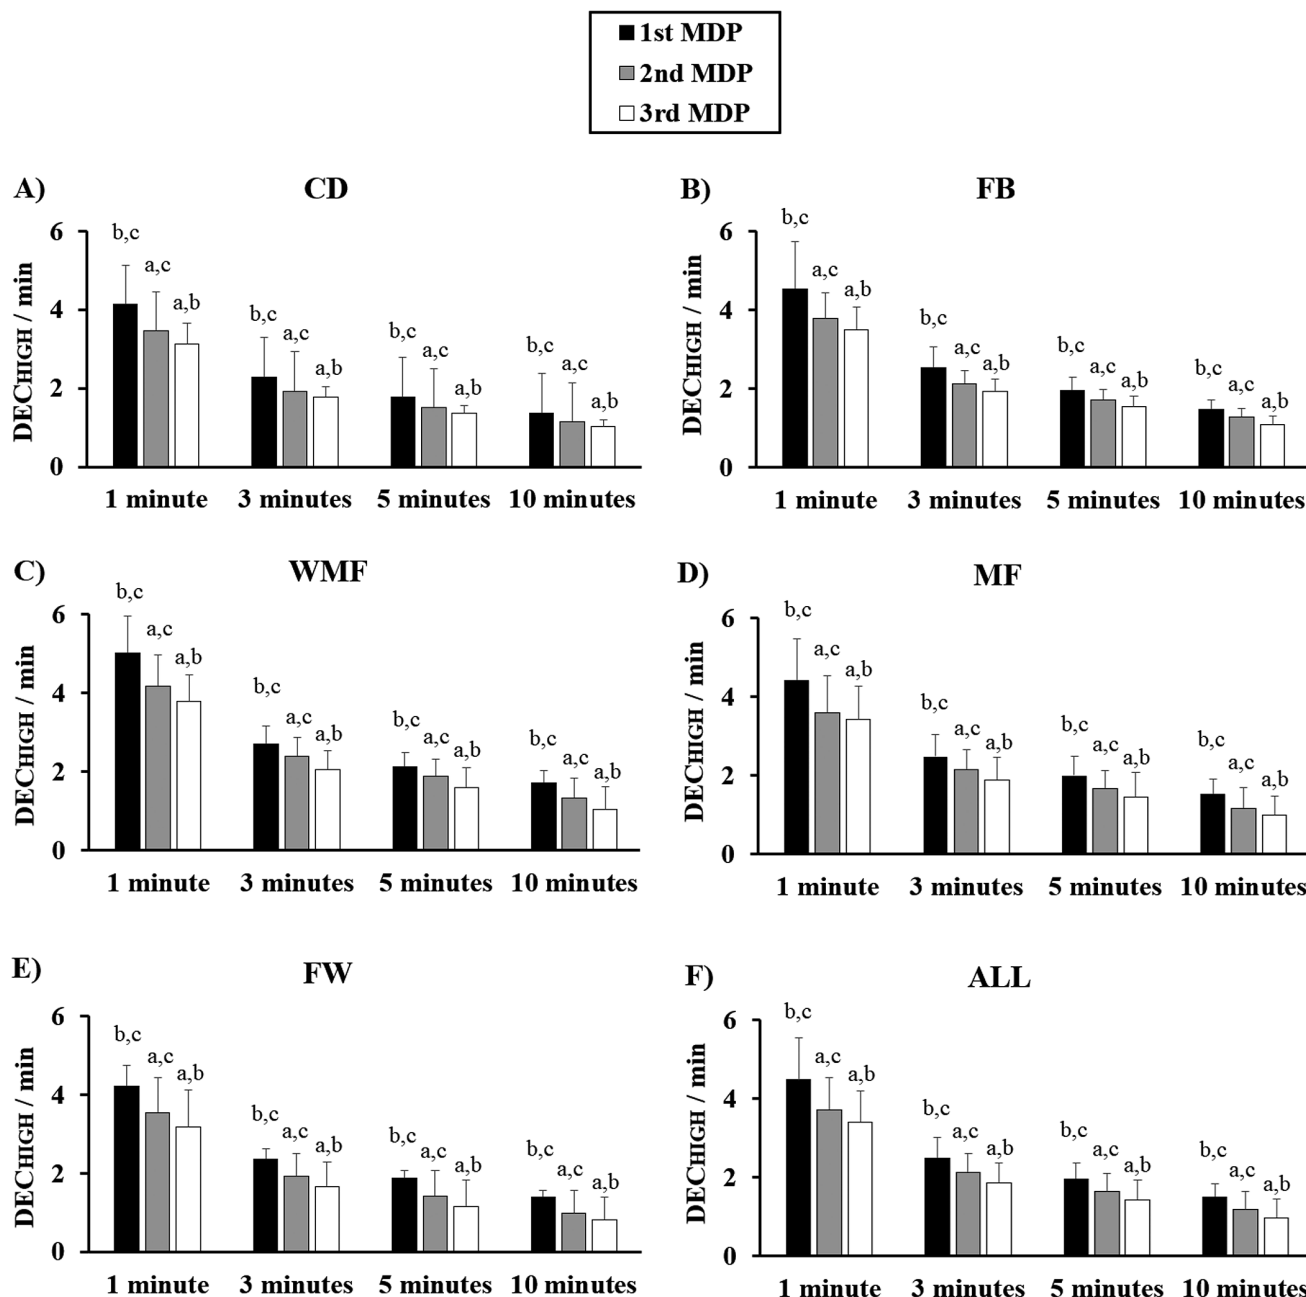 1st MDP
2nd MDP
3rd MDP
A)
CD
DECHIGH / min
6
4
2
0
b,c
a,c
a,b
b,c
a,c
a,b
b,c
a,c
a,b
b,c
a,c
a,b
1 minute
3 minutes
5 minutes
10 minutes
B)
FB
DECHIGH / min
6
4
2
0
b,c
a,c
a,b
b,c
a,c
a,b
b,c
a,c
a,b
b,c
a,c
a,b
1 minute
3 minutes
5 minutes
10 minutes
C)
WMF
DECHIGH / min
6
4
2
0
b,c
a,c
a,b
b,c
a,c
a,b
b,c
a,c
a,b
b,c
a,c
a,b
1 minute
3 minutes
5 minutes
10 minutes
D)
MF
DECHIGH / min
6
4
2
0
b,c
a,c
a,b
b,c
a,c
a,b
b,c
a,c
a,b
b,c
a,c
a,b
1 minute
3 minutes
5 minutes
10 minutes
E)
FW
DECHIGH / min
6
4
2
0
b,c
a,c
a,b
b,c
a,c
a,b
b,c
a,c
a,b
b,c
a,c
a,b
1 minute
3 minutes
5 minutes
10 minutes
F)
ALL
DECHIGH / min
6
4
2
0
b,c
a,c
a,b
b,c
a,c
a,b
b,c
a,c
a,b
b,c
a,c
a,b
1 minute
3 minutes
5 minutes
10 minutes